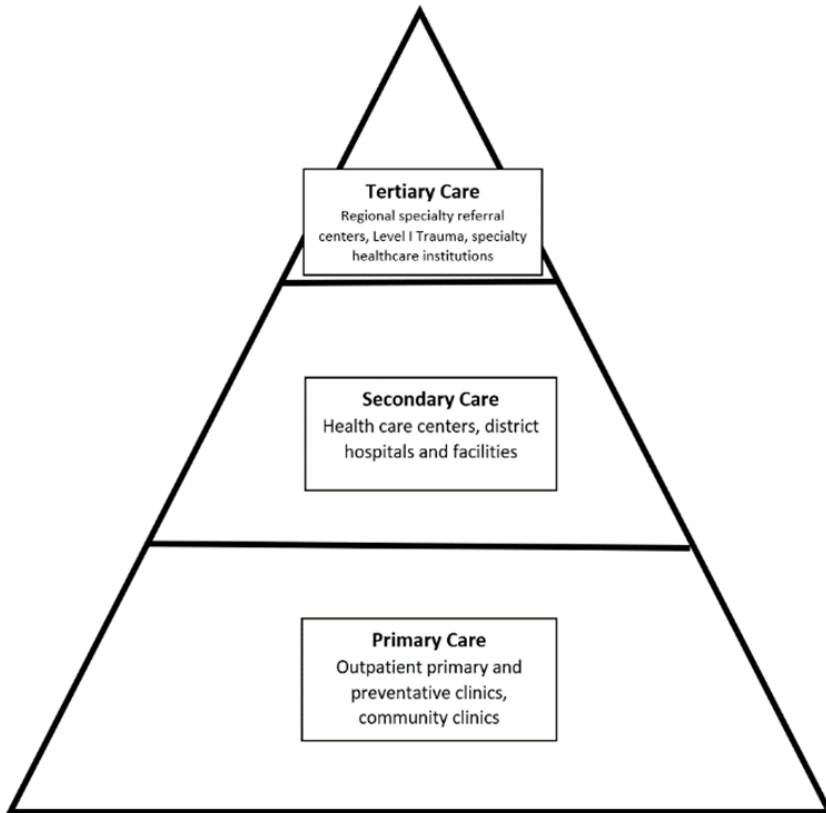 Tertiary Care
Regional specialty referral
centers, Level I Trauma, specialty
healthcare institutions
Secondary Care
Health care centers, district
hospitals and facilities
Primary Care
Outpatient primary and
preventative clinics,
community clinics